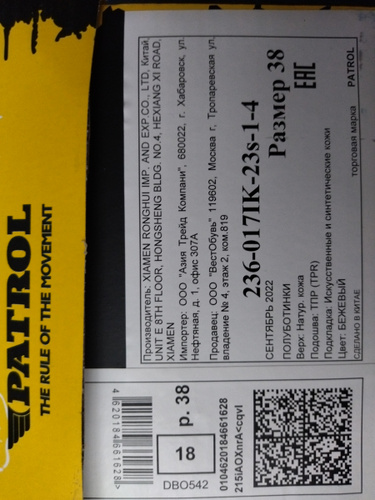 PATROL
THE RULE OF THE MOVEMENT
Производитель: XIAMEN RONGHUI IMP. AND EXP.CO., LTD, Китай,
UNIT E 8TH FLOOR, HONGSHENG BLDG. NO.4, HEXIANG XI ROAD,
XIAMEN
Импортер: ООО "Азия Трейд Компани", 680022, г. Хабаровск, ул.
Нефтяная, д. 1, офис 307А
Продавец: ООО "ВестОбувь" 119602, Москва г, Тропаревская ул,
владение № 4, этаж 2, ком.819
236-017IK-23s-1-4
Размер 38
EAC
СЕНТЯБРЬ 2022
ПОЛУБОТИНКИ
Верх: Натур. кожа
Подошва: ТПР (TPR)
Подкладка: Искусственные и синтетические кожи
Цвет: БЕЖЕВЫЙ
СДЕЛАНО В КИТАЕ
торговая марка PATROL
4620184661628
р. 38
18
DBO542
0104620184661628
215iAOXnrA<cqvl